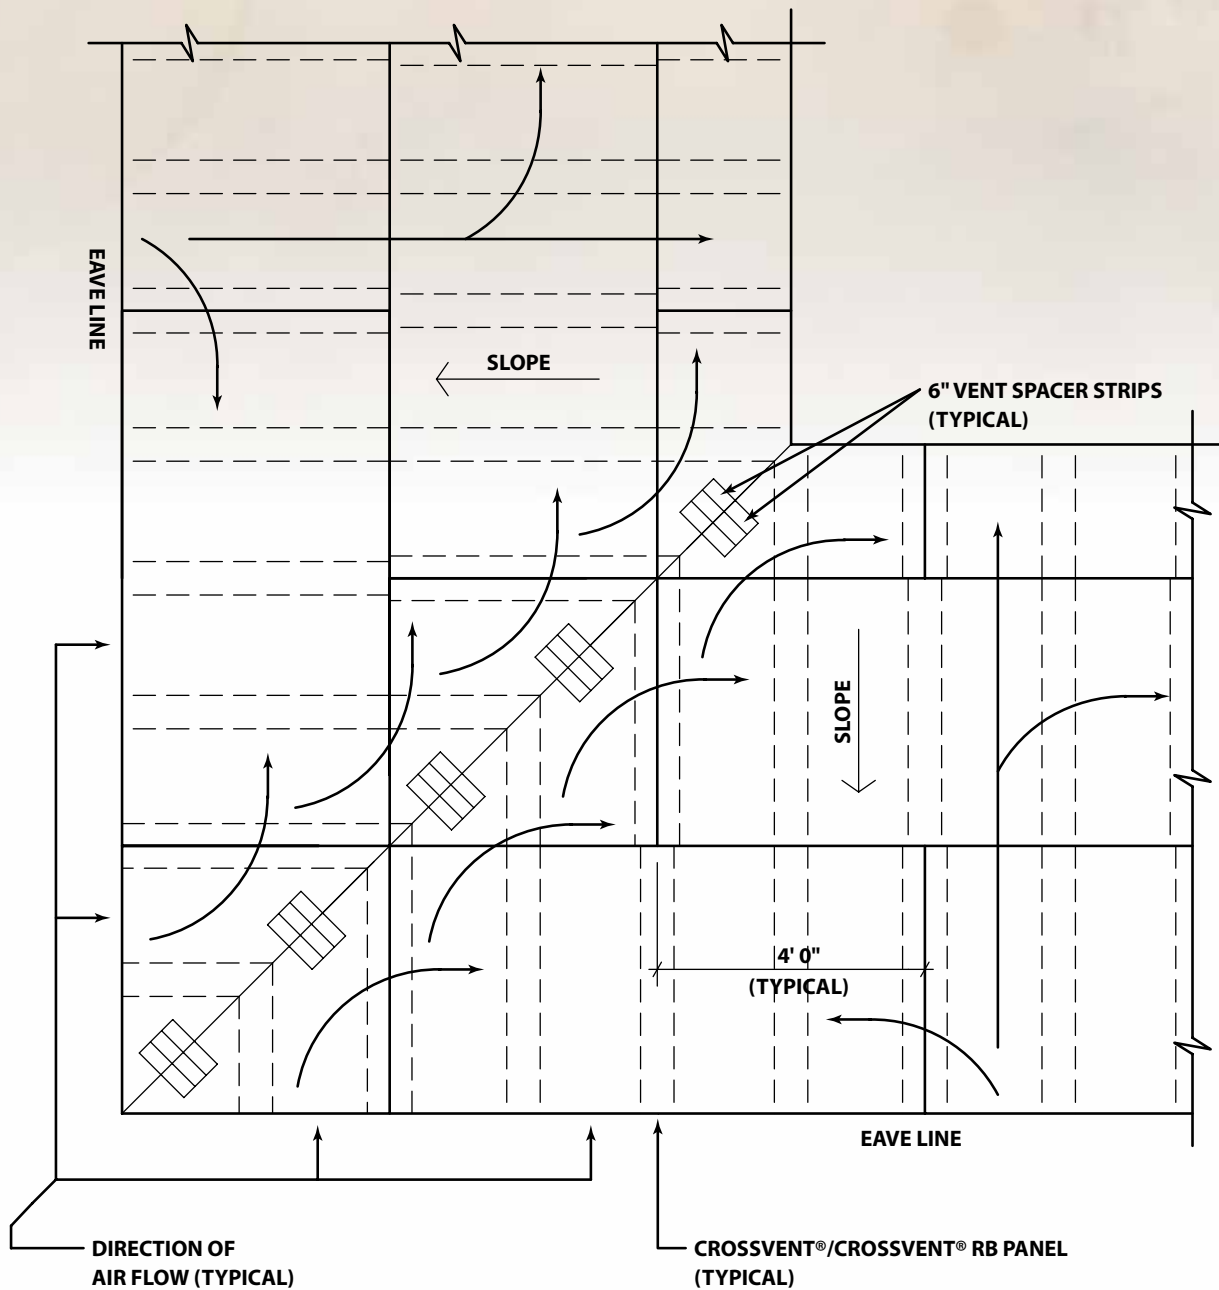 EAVE LINE
SLOPE
6" VENT SPACER STRIPS
(TYPICAL)
SLOPE
4' 0"
(TYPICAL)
EAVE LINE
DIRECTION OF
AIR FLOW (TYPICAL)
CROSSVENT®/CROSSVENT® RB PANEL
(TYPICAL)